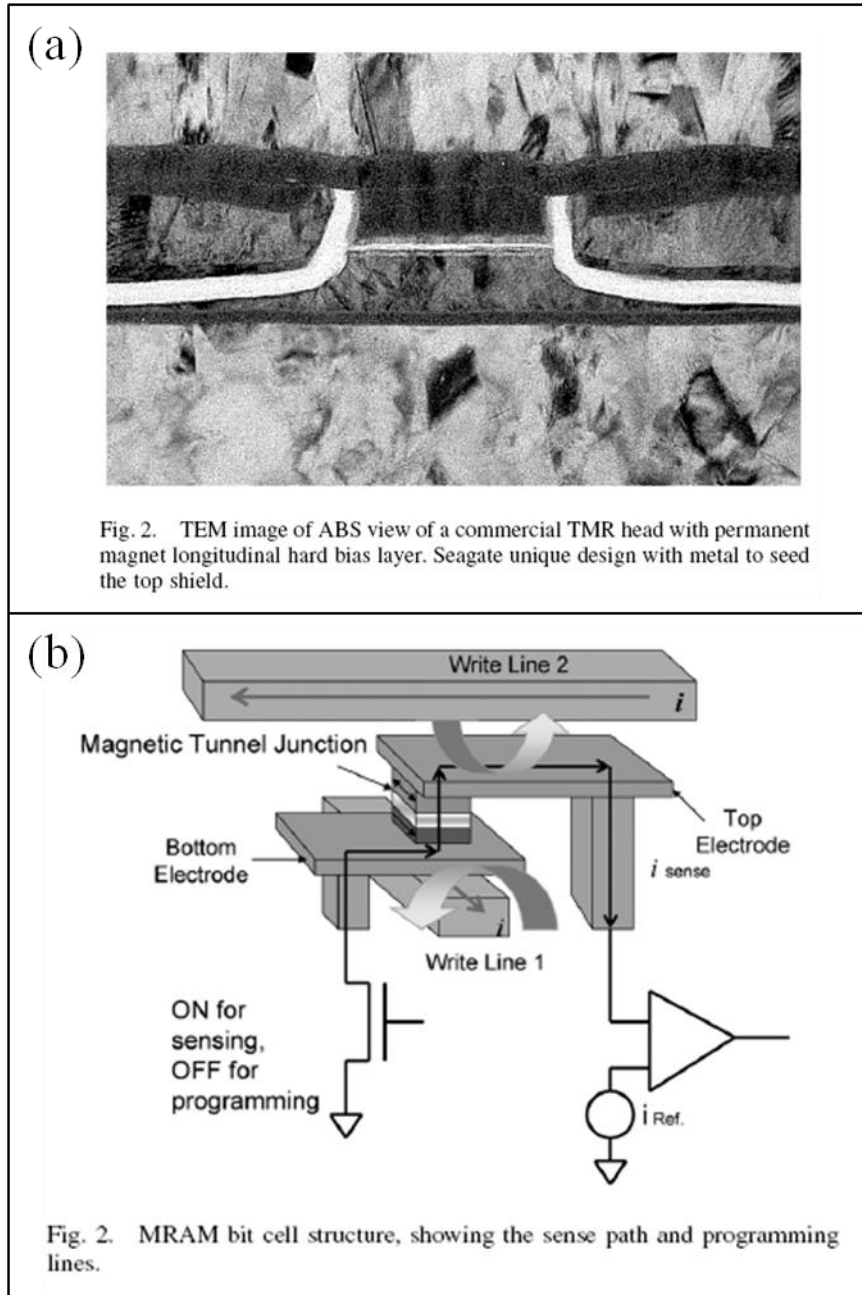 (a)
Fig. 2. TEM image of ABS view of a commercial TMR head with permanent
magnet longitudinal hard bias layer. Seagate unique design with metal to seed
the top shield.
(b)
Write Line 2
i
Magnetic Tunnel Junction
Top
Electrode
Bottom
Electrode
i sense
i
Write Line 1
ON for
sensing,
OFF for
programming
i Ref.
Fig. 2. MRAM bit cell structure, showing the sense path and programming
lines.